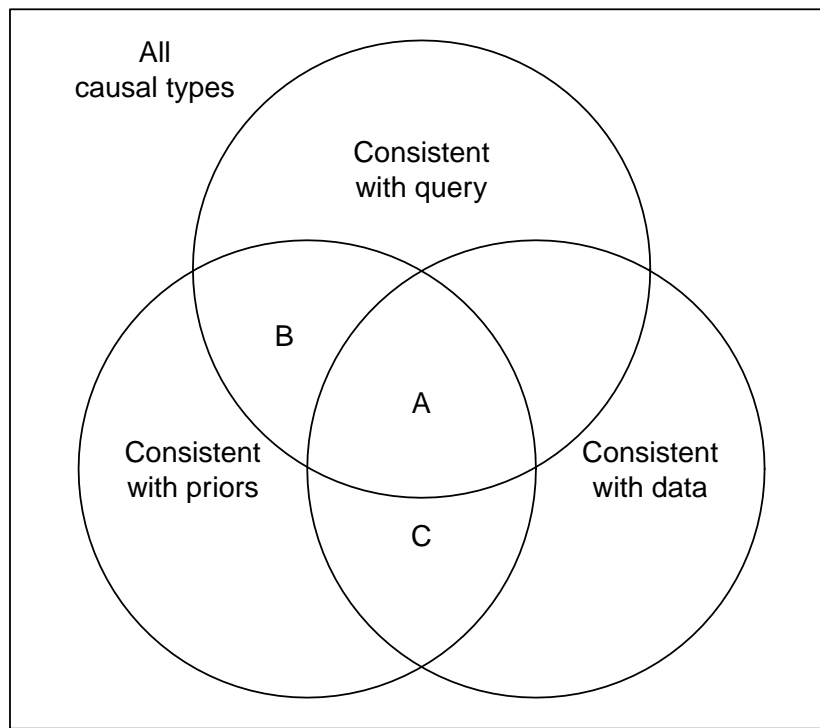 All
causal types
Consistent
with query
B
A
Consistent
with priors
Consistent
with data
C